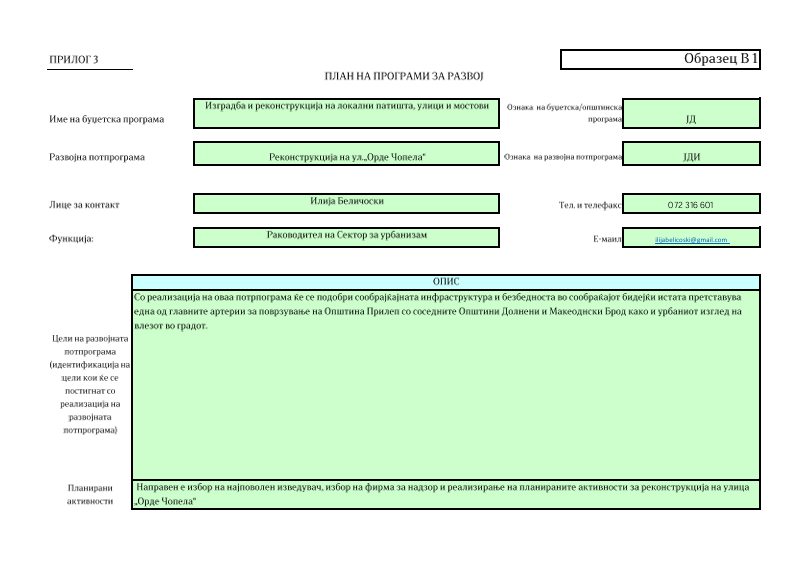 ПРИЛОГ 3
Образец В 1
ПЛАН НА ПРОГРАМИ ЗА РАЗВОЈ
Име на буџетска програма
Изградба и реконструкција на локални патишта, улици и мостови
Ознака на буџетска/општинска
програма
ЈД
Развојна потпрограма
Реконструкција на ул.„Орде Чопела“
Ознака на развојна потпрограма
ЈДИ
Лице за контакт
Илија Беличоски
Тел. и телефакс
072 316 601
Функција:
Раководител на Сектор за урбанизам
Е-маил
ilijabelicoski@gmail.com
ОПИС
Цели на развојната
потпрограма
(идентификација на
цели кои ќе се
постигнат со
реализација на
развојната
потпрограма)
Со реализација на оваа потрпограма ќе се подобри сообрајќајната инфраструктура и безбедноста во сообраќајот бидејќи истата претставува
една од главните артерии за поврзување на Општина Прилеп со соседните Општини Долнени и Макеоднски Брод како и урбаниот изглед на
влезот во градот.
Планирани
активности
Направен е избор на најповолен изведувач, избор на фирма за надзор и реализирање на планираните активности за реконструкција на улица
„Орде Чопела“